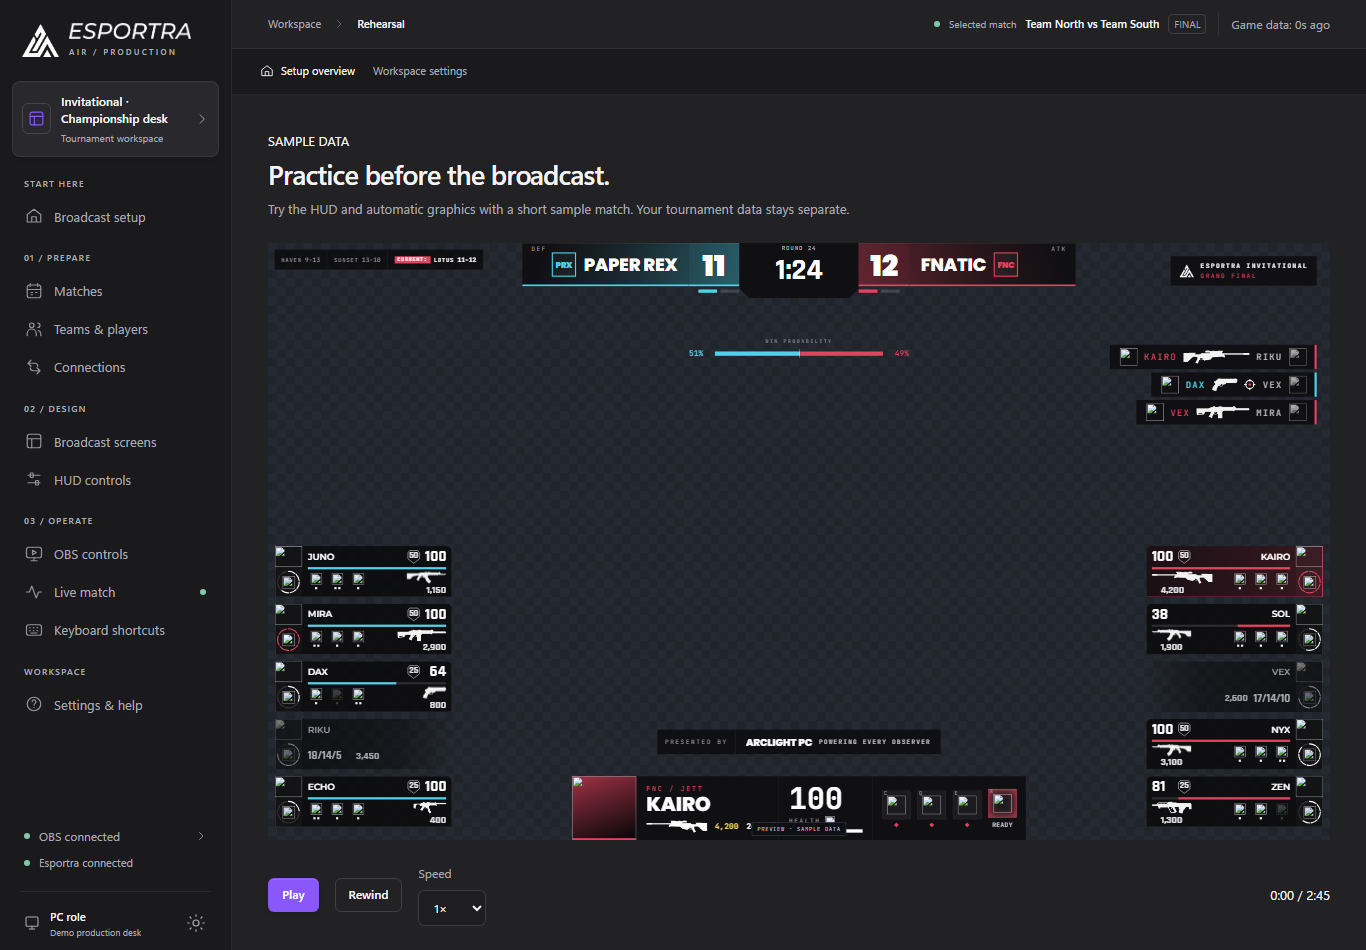 ESPORTRA
AIR / PRODUCTION
Invitational ·
Championship desk
Tournament workspace
START HERE
Broadcast setup
01 / PREPARE
Matches
Teams & players
Connections
02 / DESIGN
Broadcast screens
HUD controls
03 / OPERATE
OBS controls
Live match
Keyboard shortcuts
WORKSPACE
Settings & help
OBS connected
Esportra connected
PC role
Demo production desk
Workspace
Rehearsal
Selected match Team North vs Team South FINAL
Game data: 0s ago
Setup overview
Workspace settings
SAMPLE DATA
Practice before the broadcast.
Try the HUD and automatic graphics with a short sample match. Your tournament data stays separate.
HAVEN 9-13 SUNSET 13-10 CURRENT: LOTUS 11-12
DEF
PRX PAPER REX 11
ROUND 24
1:24
ATK
12 FNATIC FNC
ESPORTRA INVITATIONAL
GRAND FINAL
WIN PROBABILITY
51% 49%
KAIRO RIKU
DAX VEX
VEX MIRA
JUNO 50 100
1,150
MIRA 50 100
2,900
DAX 25 64
800
RIKU
18/14/5 3,450
ECHO 25 100
400
100 50 KAIRO
4,200
38 SOL
1,900
VEX
2,600 17/14/10
100 50 NYX
3,100
81 25 ZEN
1,300
PRESENTED BY ARCLIGHT PC POWERING EVERY OBSERVER
FNC / JETT
KAIRO
4,200
100
HEALTH
PREVIEW · SAMPLE DATA
C Q E
READY
Play
Rewind
Speed
1×
0:00 / 2:45